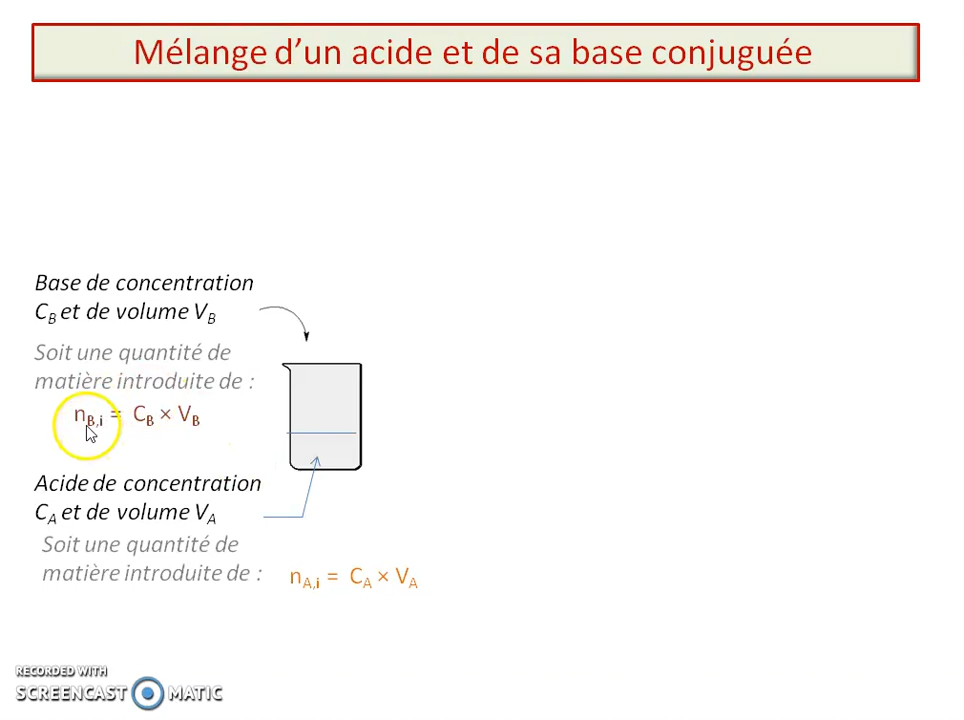 Mélange d’un acide et de sa base conjuguée
Base de concentration
CB et de volume VB
Soit une quantité de
matière introduite de :
nB,i = CB × VB
Acide de concentration
CA et de volume VA
Soit une quantité de
matière introduite de :
nA,i = CA × VA
RECORDED WITH
SCREENCAST MATIC